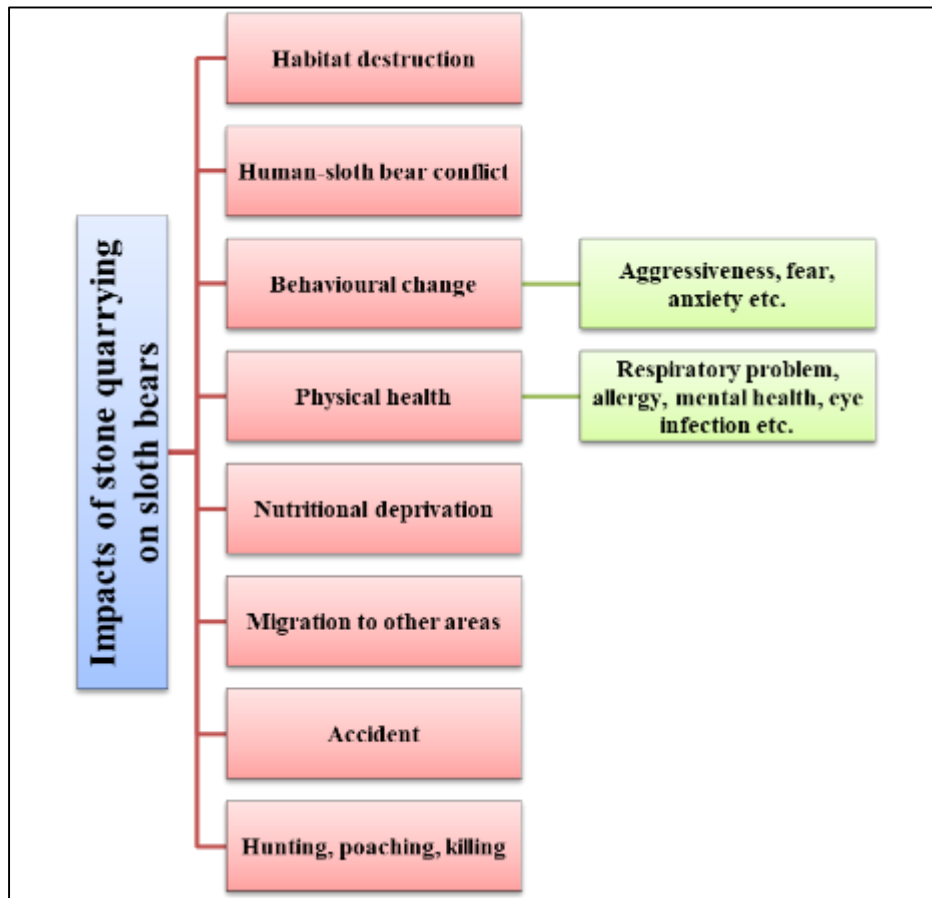 Impacts of stone quarrying
on sloth bears
Habitat destruction
Human-sloth bear conflict
Behavioural change
Aggressiveness, fear,
anxiety etc.
Physical health
Respiratory problem,
allergy, mental health, eye
infection etc.
Nutritional deprivation
Migration to other areas
Accident
Hunting, poaching, killing